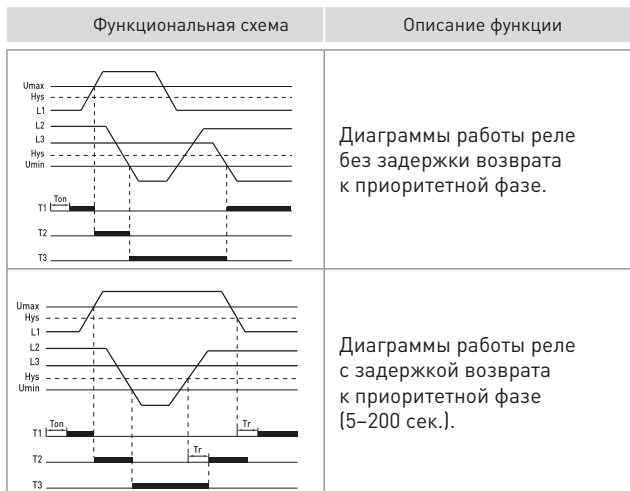 Функциональная схема
Описание функции
Umax
Hys
L1
L2
L3
Hys
Umin
Ton
T1
T2
T3
Диаграммы работы реле
без задержки возврата
к приоритетной фазе.
Umax
Hys
L1
L2
L3
Hys
Umin
Ton
Tr
T1
Tr
T2
T3
Диаграммы работы реле
с задержкой возврата
к приоритетной фазе
(5–200 сек.).